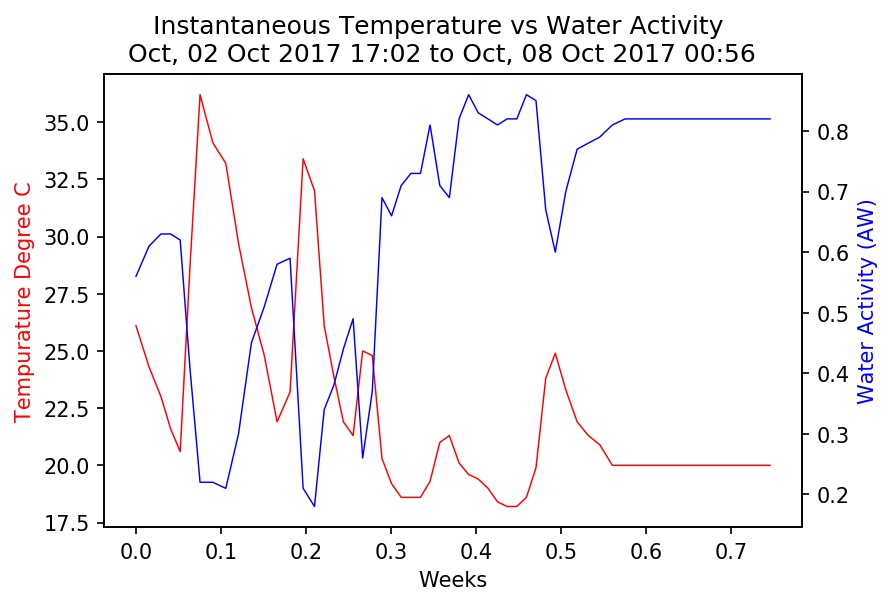 Instantaneous Temperature vs Water Activity
Oct, 02 Oct 2017 17:02 to Oct, 08 Oct 2017 00:56
Tempurature Degree C
35.0
32.5
30.0
27.5
25.0
22.5
20.0
17.5
0.8
0.7
0.6
0.5
0.4
0.3
0.2
Water Activity (AW)
0.0 0.1 0.2 0.3 0.4 0.5 0.6 0.7
Weeks